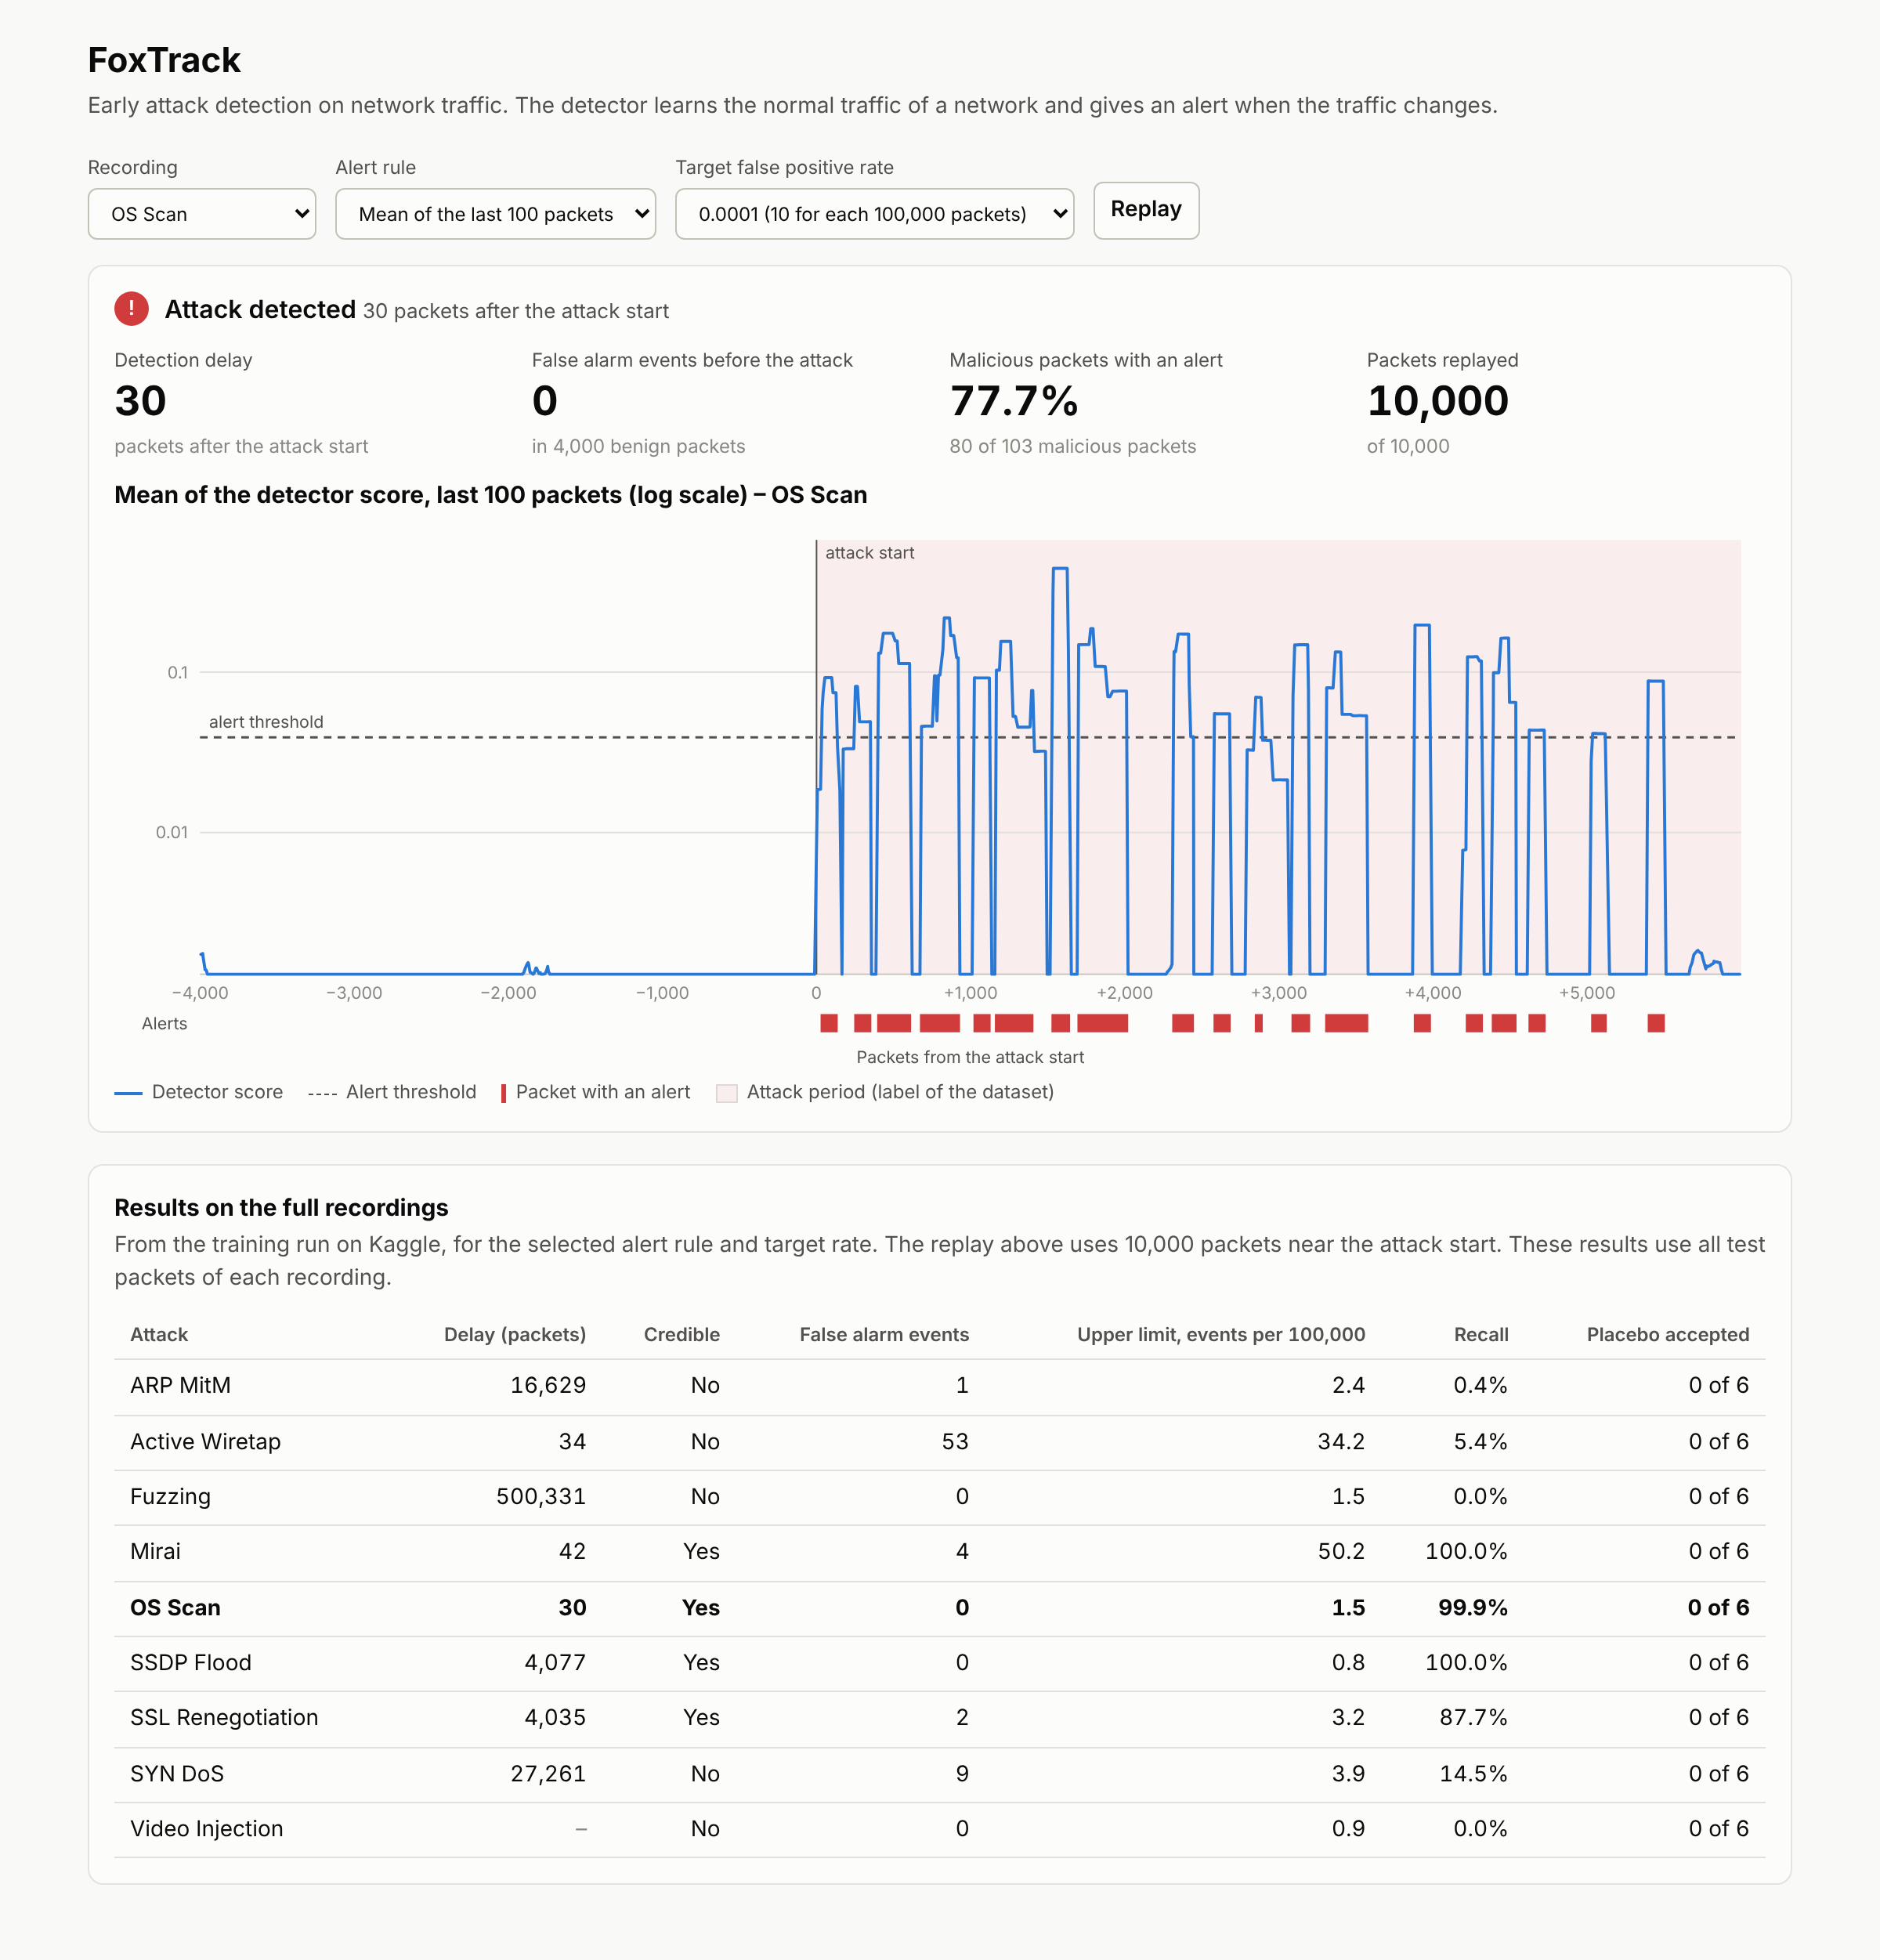 FoxTrack
Early attack detection on network traffic. The detector learns the normal traffic of a network and gives an alert when the traffic changes.
Recording Alert rule Target false positive rate
OS Scan Mean of the last 100 packets 0.0001 (10 for each 100,000 packets) Replay
! Attack detected 30 packets after the attack start
Detection delay False alarm events before the attack Malicious packets with an alert Packets replayed
30 0 77.7% 10,000
packets after the attack start in 4,000 benign packets 80 of 103 malicious packets of 10,000
Mean of the detector score, last 100 packets (log scale) – OS Scan
attack start
0.1
alert threshold
0.01
−4,000 −3,000 −2,000 −1,000 0 +1,000 +2,000 +3,000 +4,000 +5,000
Alerts
Packets from the attack start
Detector score Alert threshold Packet with an alert Attack period (label of the dataset)
Results on the full recordings
From the training run on Kaggle, for the selected alert rule and target rate. The replay above uses 10,000 packets near the attack start. These results use all test
packets of each recording.
Attack Delay (packets) Credible False alarm events Upper limit, events per 100,000 Recall Placebo accepted
ARP MitM 16,629 No 1 2.4 0.4% 0 of 6
Active Wiretap 34 No 53 34.2 5.4% 0 of 6
Fuzzing 500,331 No 0 1.5 0.0% 0 of 6
Mirai 42 Yes 4 50.2 100.0% 0 of 6
OS Scan 30 Yes 0 1.5 99.9% 0 of 6
SSDP Flood 4,077 Yes 0 0.8 100.0% 0 of 6
SSL Renegotiation 4,035 Yes 2 3.2 87.7% 0 of 6
SYN DoS 27,261 No 9 3.9 14.5% 0 of 6
Video Injection – No 0 0.9 0.0% 0 of 6